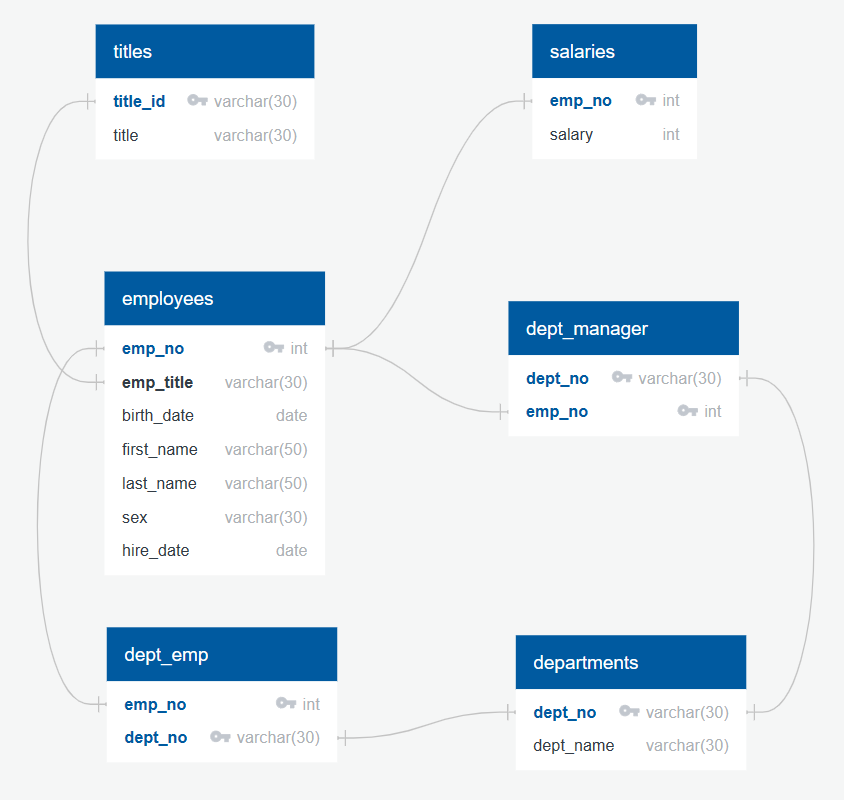 titles
title_id varchar(30)
title varchar(30)
salaries
emp_no int
salary int
employees
emp_no int
emp_title varchar(30)
birth_date date
first_name varchar(50)
last_name varchar(50)
sex varchar(30)
hire_date date
dept_manager
dept_no varchar(30)
emp_no int
dept_emp
emp_no int
dept_no varchar(30)
departments
dept_no varchar(30)
dept_name varchar(30)